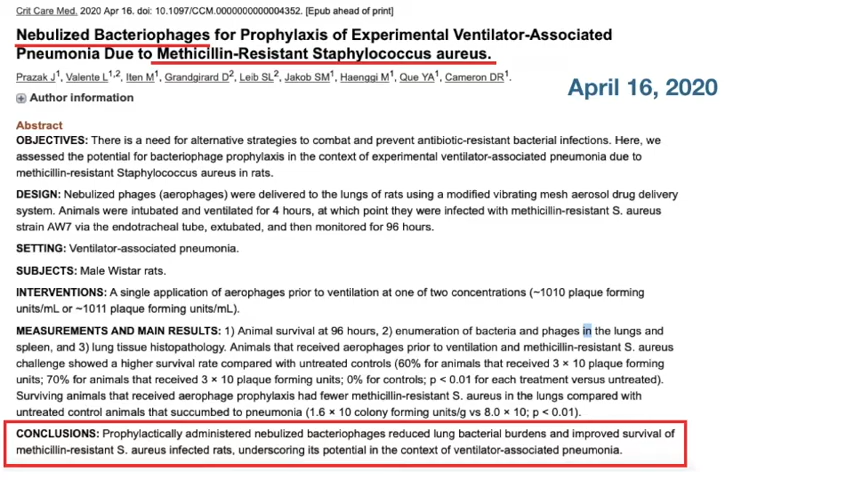 Crit Care Med. 2020 Apr 16. doi: 10.1097/CCM.0000000000004352. [Epub ahead of print]
Nebulized Bacteriophages for Prophylaxis of Experimental Ventilator-Associated
Pneumonia Due to Methicillin-Resistant Staphylococcus aureus.
Prazak J1, Valente L1,2, Iten M1, Grandgirard D2, Leib SL2, Jakob SM1, Haenggi M1, Que YA1, Cameron DR1.
April 16, 2020
Author information
Abstract
OBJECTIVES: There is a need for alternative strategies to combat and prevent antibiotic-resistant bacterial infections. Here, we
assessed the potential for bacteriophage prophylaxis in the context of experimental ventilator-associated pneumonia due to
methicillin-resistant Staphylococcus aureus in rats.
DESIGN: Nebulized phages (aerophages) were delivered to the lungs of rats using a modified vibrating mesh aerosol drug delivery
system. Animals were intubated and ventilated for 4 hours, at which point they were infected with methicillin-resistant S. aureus
strain AW7 via the endotracheal tube, extubated, and then monitored for 96 hours.
SETTING: Ventilator-associated pneumonia.
SUBJECTS: Male Wistar rats.
INTERVENTIONS: A single application of aerophages prior to ventilation at one of two concentrations (~1010 plaque forming
units/mL or ~1011 plaque forming units/mL).
MEASUREMENTS AND MAIN RESULTS: 1) Animal survival at 96 hours, 2) enumeration of bacteria and phages in the lungs and
spleen, and 3) lung tissue histopathology. Animals that received aerophages prior to ventilation and methicillin-resistant S. aureus
challenge showed a higher survival rate compared with untreated controls (60% for animals that received 3 × 10 plaque forming
units; 70% for animals that received 3 × 10 plaque forming units; 0% for controls; p < 0.01 for each treatment versus untreated).
Surviving animals that received aerophage prophylaxis had fewer methicillin-resistant S. aureus in the lungs compared with
untreated control animals that succumbed to pneumonia (1.6 × 10 colony forming units/g vs 8.0 × 10; p < 0.01).
CONCLUSIONS: Prophylactically administered nebulized bacteriophages reduced lung bacterial burdens and improved survival of
methicillin-resistant S. aureus infected rats, underscoring its potential in the context of ventilator-associated pneumonia.